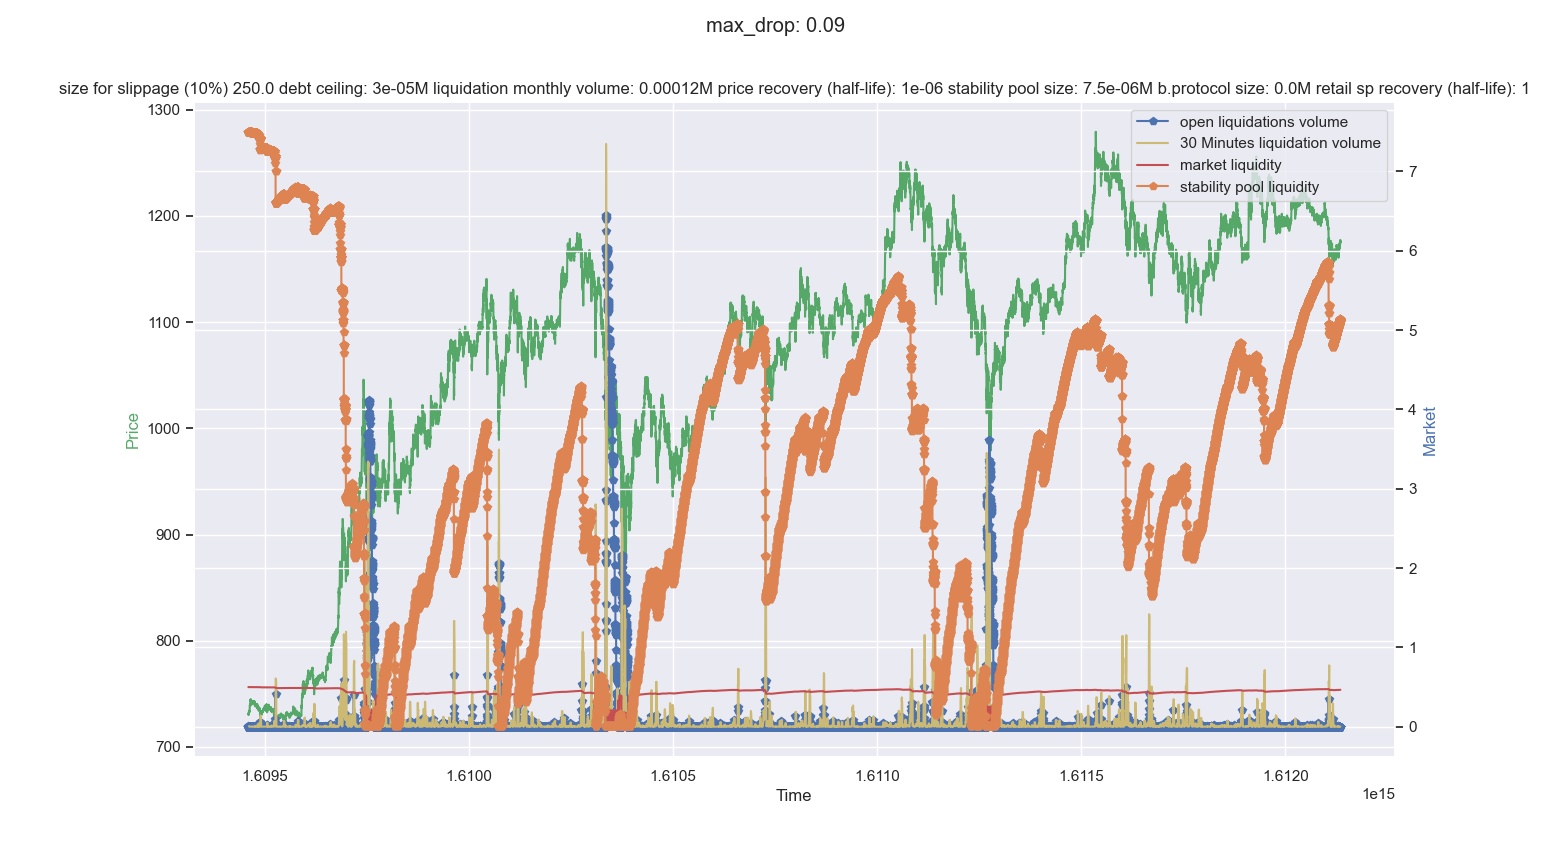 max_drop: 0.09
size for slippage (10%) 250.0 debt ceiling: 3e-05M liquidation monthly volume: 0.00012M price recovery (half-life): 1e-06 stability pool size: 7.5e-06M b.protocol size: 0.0M retail sp recovery (half-life): 1
open liquidations volume
30 Minutes liquidation volume
market liquidity
stability pool liquidity
1300
1200
1100
1000
900
800
700
Price
7
6
5
4
3
2
1
0
Market
1.6095 1.6100 1.6105 1.6110 1.6115 1.6120
1e15
Time